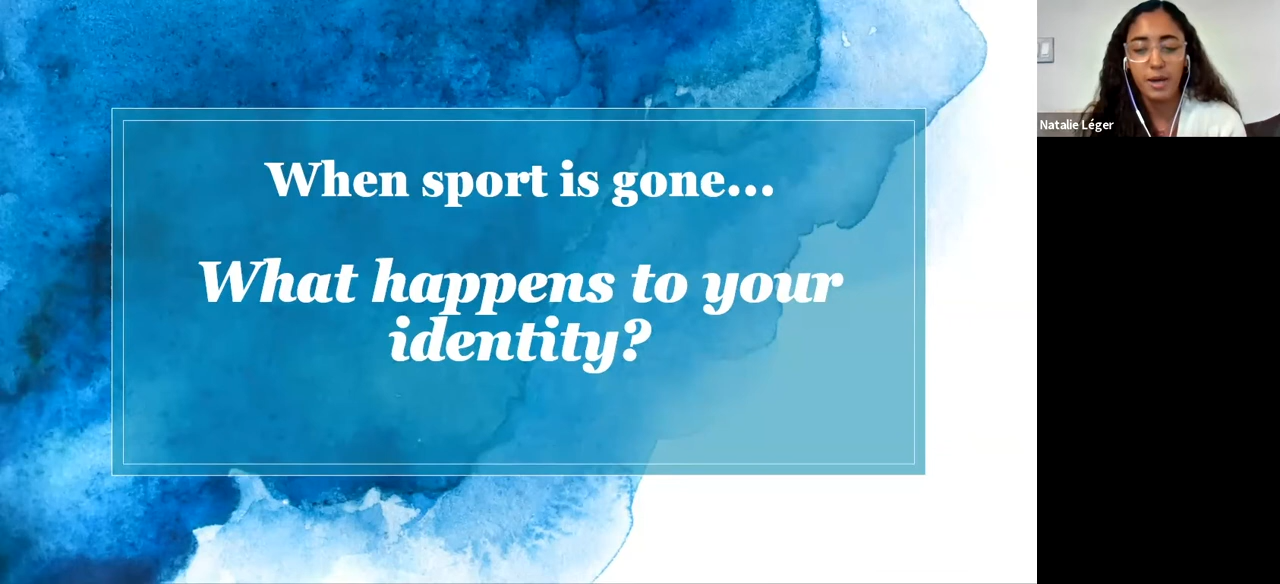 When sport is gone...
What happens to your
identity?
Natalie Léger